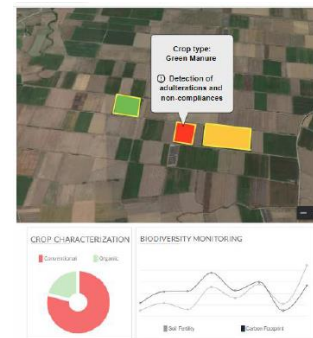 Crop type:
Green Manure
Detection of
adulterations and
non-compliances
CROP CHARACTERIZATION
Conventional
Organic
BIODIVERSITY MONITORING
Soil Fertility
Carbon Footprint